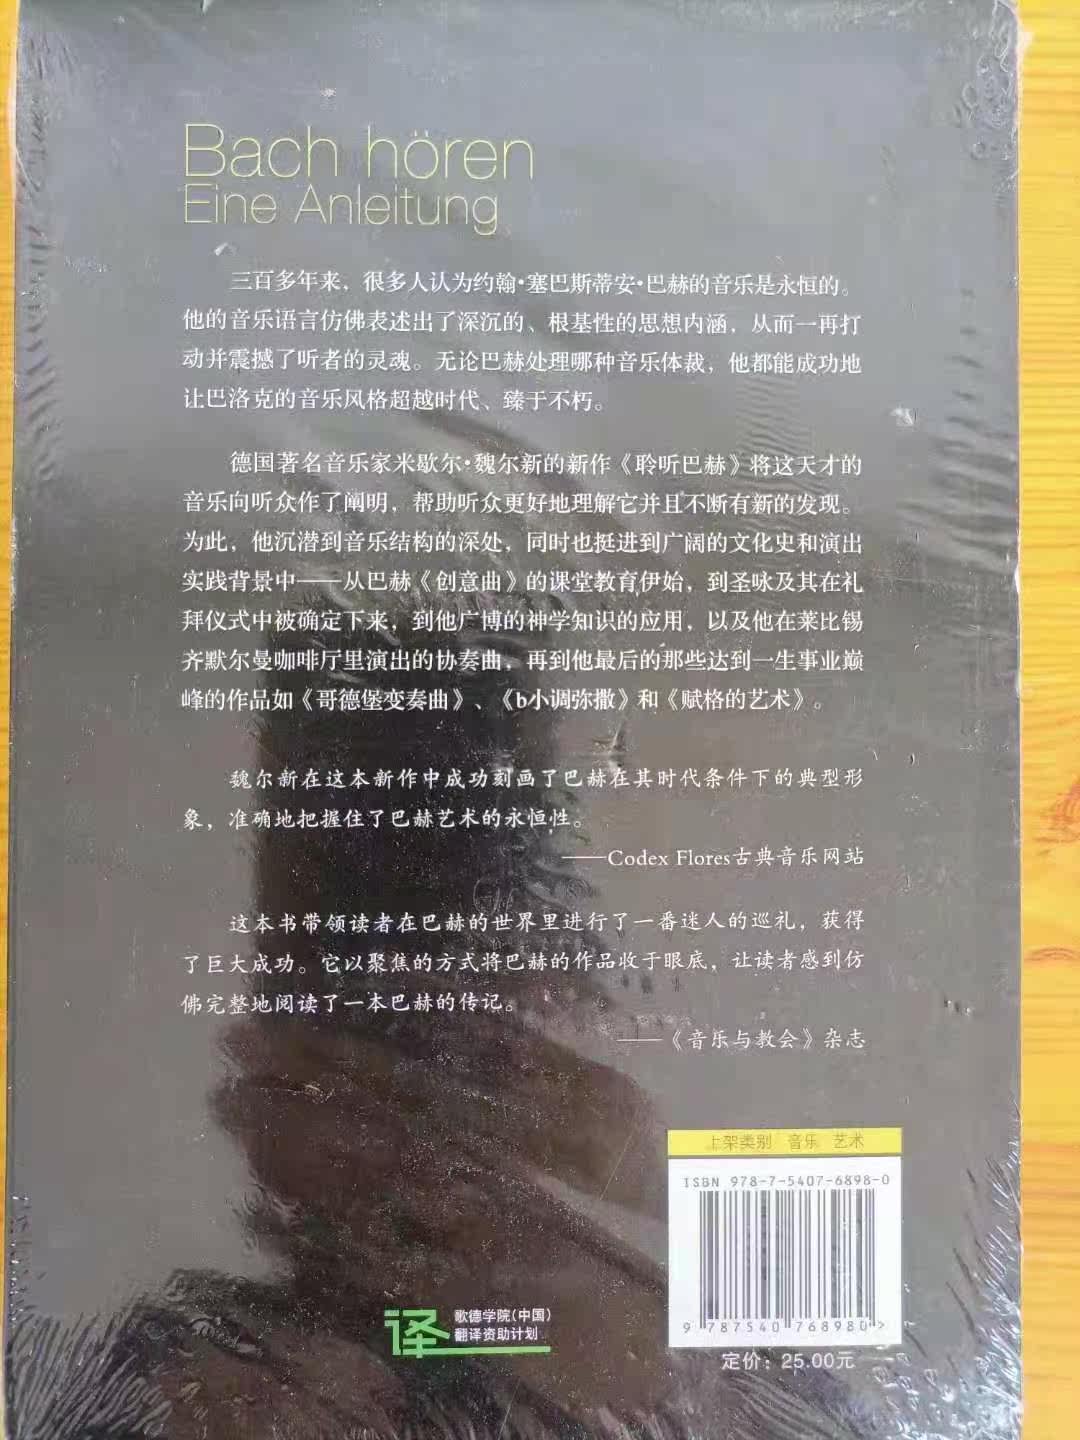 Bach hören
Eine Anleitung
三百多年来，很多人认为约翰·塞巴斯蒂安·巴赫的音乐是永恒的。
他的音乐语言仿佛表述出了深沉的、根基性的思想内涵，从而一再打
动并震撼了听者的灵魂。无论巴赫处理哪种音乐体裁，他都能成功地
让巴洛克的音乐风格超越时代、臻于不朽。
德国著名音乐家米歇尔·魏尔新的新作《聆听巴赫》将这天才的
音乐向听众作了阐明，帮助听众更好地理解它并且不断有新的发现。
为此，他沉潜到音乐结构的深处，同时也挺进到广阔的文化史和演出
实践背景中——从巴赫《创意曲》的课堂教育伊始，到圣咏及其在礼
拜仪式中被确定下来，到他广博的神学知识的应用，以及他在莱比锡
齐默尔曼咖啡厅里演出的协奏曲，再到他最后的那些达到一生事业巅
峰的作品如《哥德堡变奏曲》、《b小调弥撒》和《赋格的艺术》。
魏尔新在这本新作中成功刻画了巴赫在其时代条件下的典型形
象，准确地把握住了巴赫艺术的永恒性。
——Codex Flores古典音乐网站
这本书带领读者在巴赫的世界里进行了一番迷人的巡礼，获得
了巨大成功。它以聚焦的方式将巴赫的作品收于眼底，让读者感到仿
佛完整地阅读了一本巴赫的传记。
——《音乐与教会》杂志
上架类别 音乐 艺术
ISBN 978-7-5407-6898-0
9 787540 768980 >
定价：25.00元
译
歌德学院（中国）
翻译资助计划